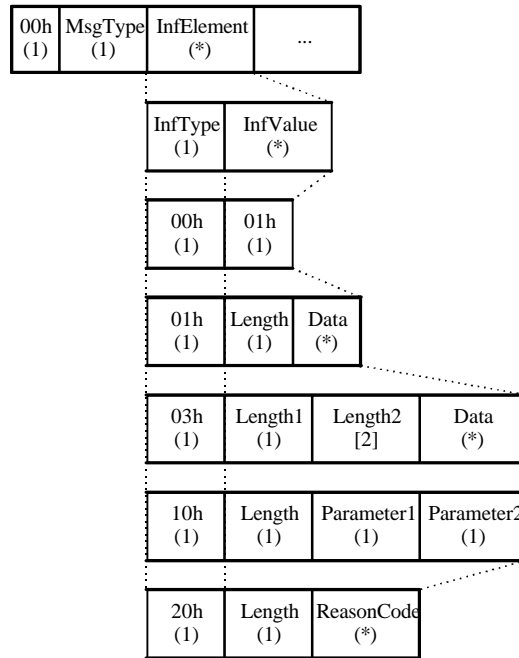 00h MsgType InfElement ...
(1) (1) (*)
InfType InfValue
(1) (*)
00h 01h
(1) (1)
01h Length Data
(1) (1) (*)
03h Length1 Length2 Data
(1) (1) [2] (*)
10h Length Parameter1 Parameter2
(1) (1) (1) (1)
20h Length ReasonCode
(1) (1) (*)